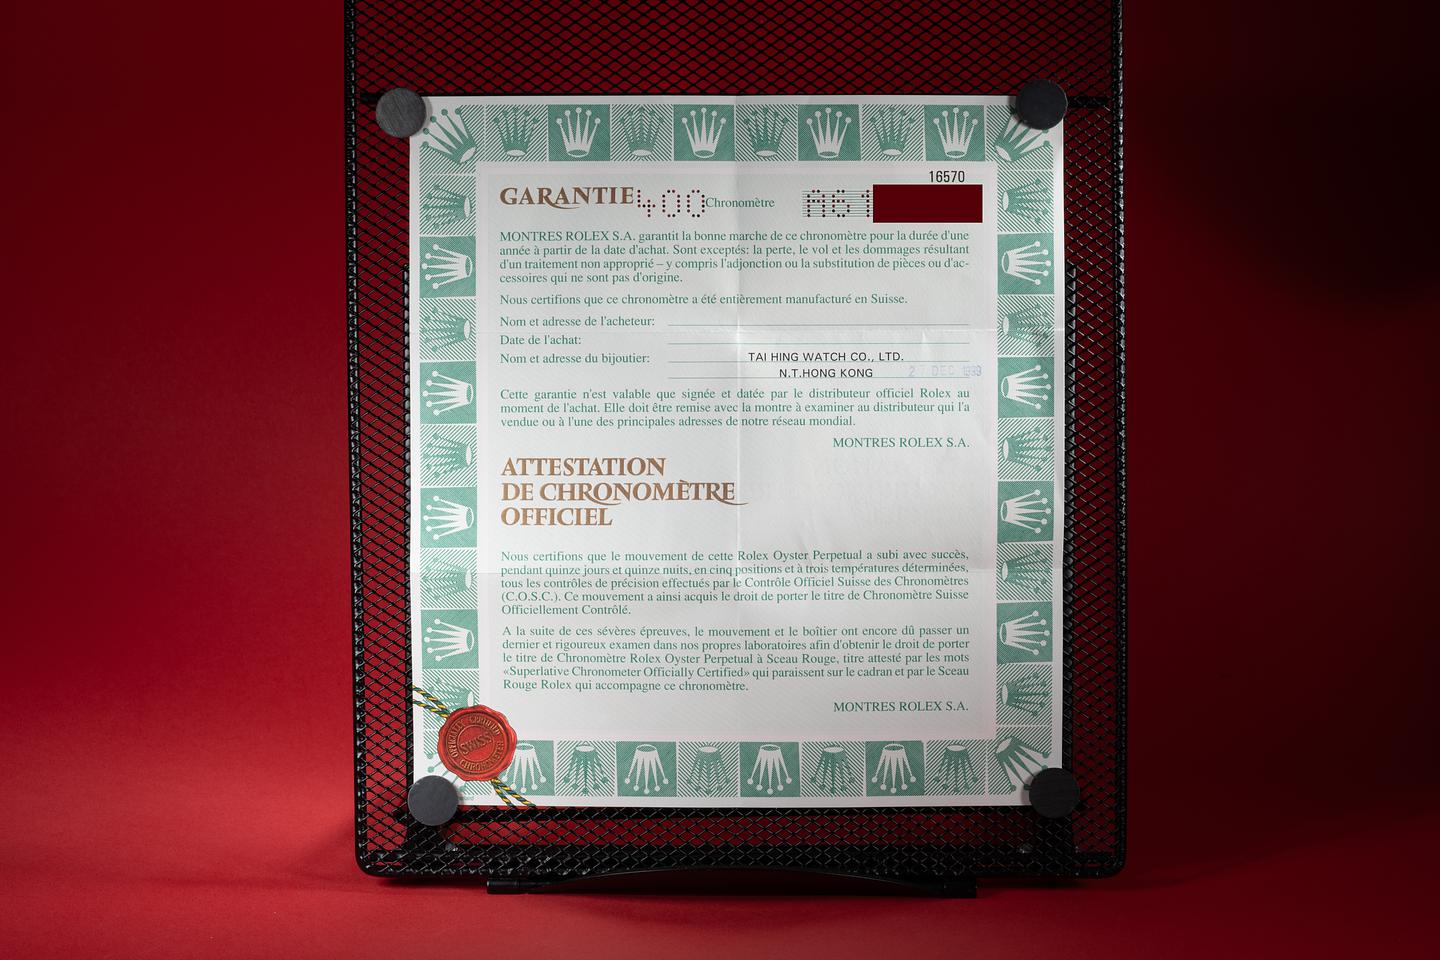 16570
GARANTIE 400 Chronomètre A61
MONTRES ROLEX S.A. garantit la bonne marche de ce chronomètre pour la durée d'une
année à partir de la date d'achat. Sont exceptés: la perte, le vol et les dommages résultant
d'un traitement non approprié – y compris l'adjonction ou la substitution de pièces ou d'ac-
cessoires qui ne sont pas d'origine.
Nous certifions que ce chronomètre a été entièrement manufacturé en Suisse.
Nom et adresse de l'acheteur:
Date de l'achat:
Nom et adresse du bijoutier: TAI HING WATCH CO., LTD.
N.T.HONG KONG 2 DEC 1999
Cette garantie n'est valable que signée et datée par le distributeur officiel Rolex au
moment de l'achat. Elle doit être remise avec la montre à examiner au distributeur qui l'a
vendue ou à l'une des principales adresses de notre réseau mondial.
MONTRES ROLEX S.A.
ATTESTATION
DE CHRONOMÈTRE
OFFICIEL
Nous certifions que le mouvement de cette Rolex Oyster Perpetual a subi avec succès,
pendant quinze jours et quinze nuits, en cinq positions et à trois températures déterminées,
tous les contrôles de précision effectués par le Contrôle Officiel Suisse des Chronomètres
(C.O.S.C.). Ce mouvement a ainsi acquis le droit de porter le titre de Chronomètre Suisse
Officiellement Contrôlé.
A la suite de ces sévères épreuves, le mouvement et le boîtier ont encore dû passer un
dernier et rigoureux examen dans nos propres laboratoires afin d'obtenir le droit de porter
le titre de Chronomètre Rolex Oyster Perpetual à Sceau Rouge, titre attesté par les mots
«Superlative Chronometer Officially Certified» qui paraissent sur le cadran et par le Sceau
Rouge Rolex qui accompagne ce chronomètre.
MONTRES ROLEX S.A.
OFFICIALLY CERTIFIED
SWISS
CHRONOMETER